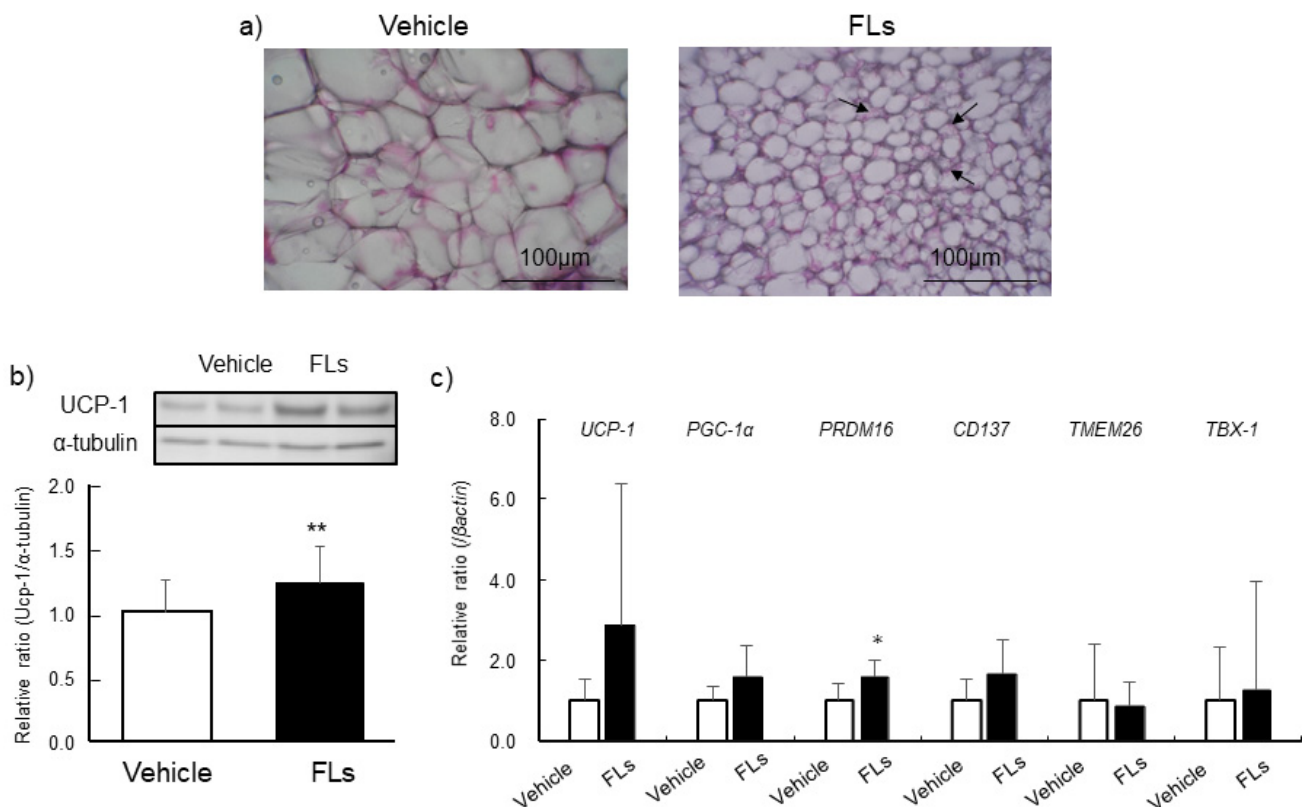 a)
Vehicle
FLs
100µm
100µm
b)
Vehicle FLs
UCP-1
α-tubulin
Relative ratio (Ucp-1/α-tubulin)
2.0
1.5
1.0
0.5
0.0
**
Vehicle
FLs
c)
Relative ratio (/βactin)
8.0
6.0
4.0
2.0
0.0
UCP-1 PGC-1α PRDM16 CD137 TMEM26 TBX-1
*
Vehicle FLs Vehicle FLs Vehicle FLs Vehicle FLs Vehicle FLs Vehicle FLs